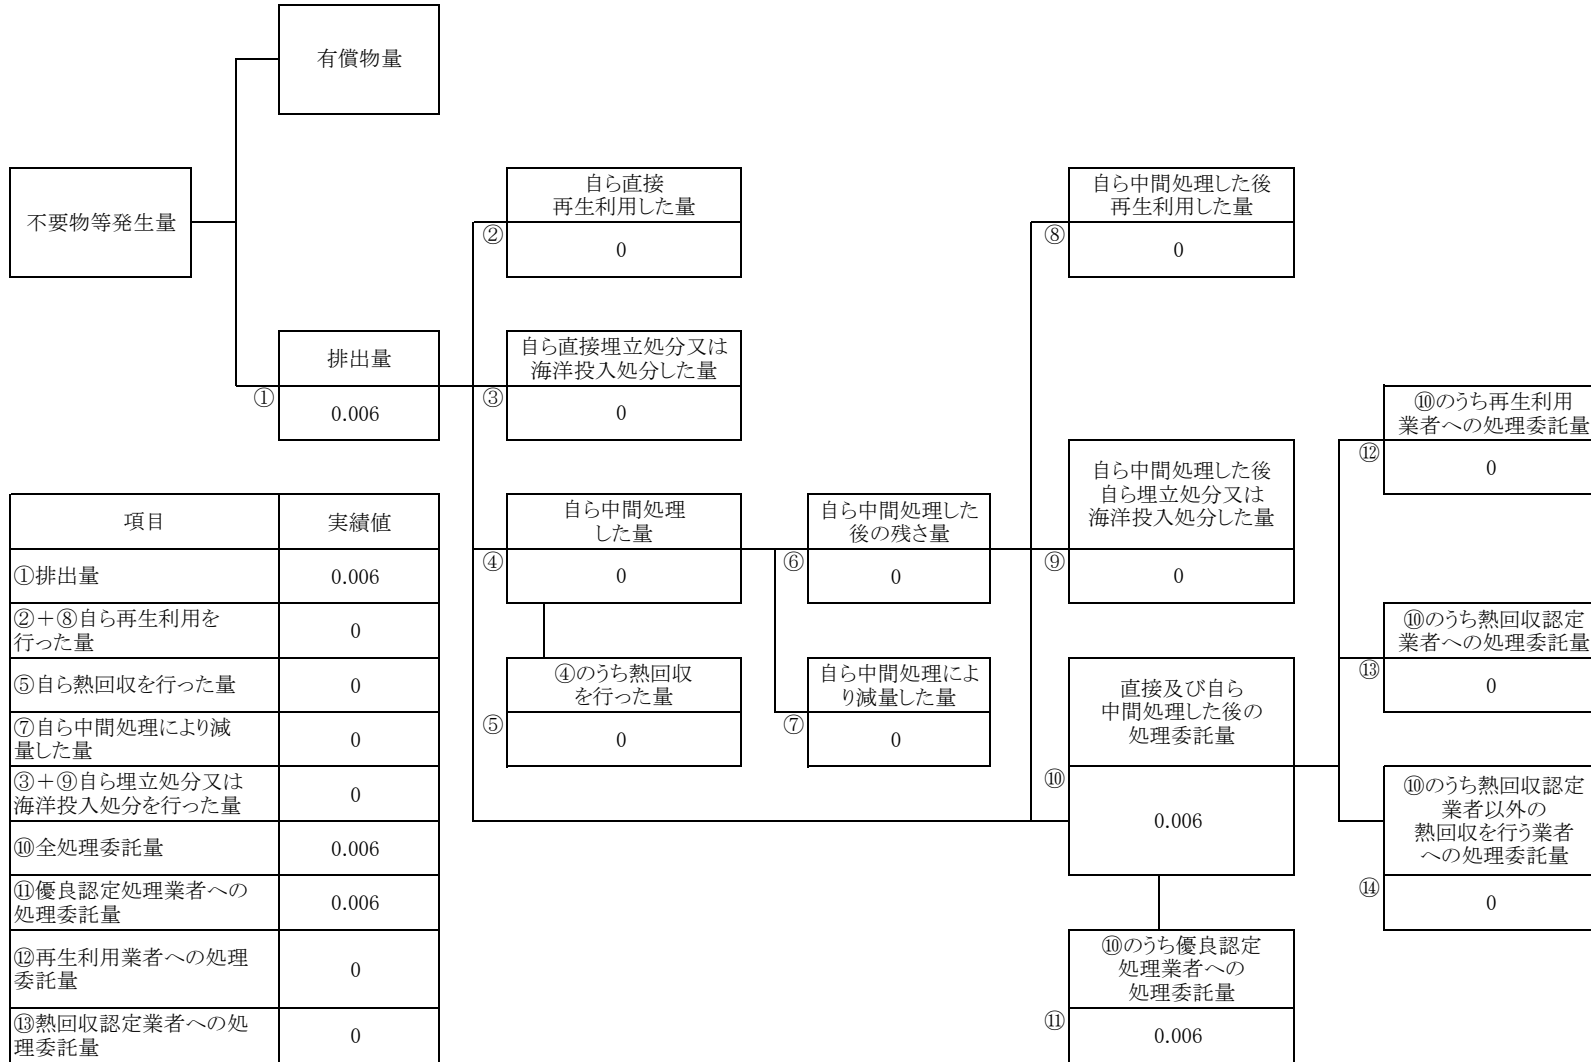 有償物量
不要物等発生量
排出量
①
0.006
自ら直接
再生利用した量
②
0
自ら直接埋立処分又は
海洋投入処分した量
③
0
自ら中間処理
した量
④
0
④のうち熱回収
を行った量
⑤
0
自ら中間処理した
後の残さ量
⑥
0
自ら中間処理によ
り減量した量
⑦
0
自ら中間処理した後
再生利用した量
⑧
0
自ら中間処理した後
自ら埋立処分又は
海洋投入処分した量
⑨
0
直接及び自ら
中間処理した後の
処理委託量
⑩
0.006
⑩のうち優良認定
処理業者への
処理委託量
⑪
0.006
⑩のうち再生利用
業者への処理委託量
⑫
0
⑩のうち熱回収認定
業者への処理委託量
⑬
0
⑩のうち熱回収認定
業者以外の
熱回収を行う業者
への処理委託量
⑭
0
項目 実績値
①排出量 0.006
②+⑧自ら再生利用を
行った量 0
⑤自ら熱回収を行った量 0
⑦自ら中間処理により減
量した量 0
③+⑨自ら埋立処分又は
海洋投入処分を行った量 0
⑩全処理委託量 0.006
⑪優良認定処理業者への
処理委託量 0.006
⑫再生利用業者への処理
委託量 0
⑬熱回収認定業者への処
理委託量 0